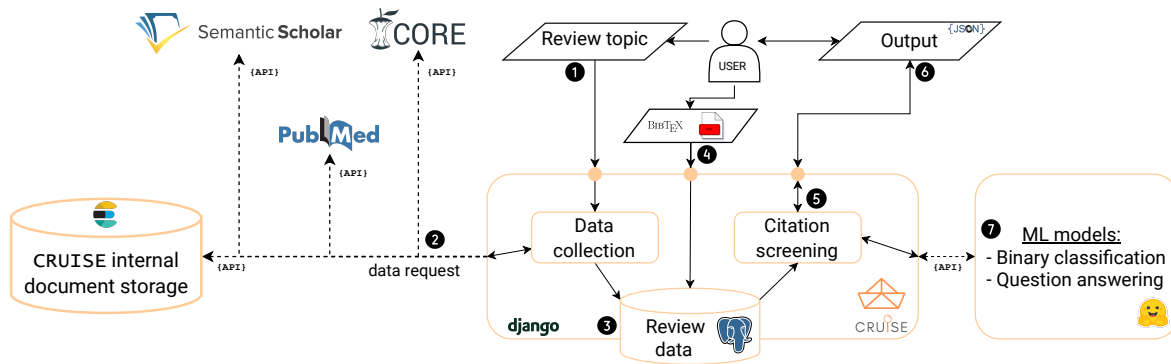 Semantic Scholar
CORE
{API}
{API}
PubMed
{API}
CRUISE internal
document storage
{API}
2
data request
Review topic
1
USER
Output
{JSON}
6
BIBTEX
4
5
Data
collection
Citation
screening
3
Review
data
django
CRUISE
{API}
7
ML models:
- Binary classification
- Question answering